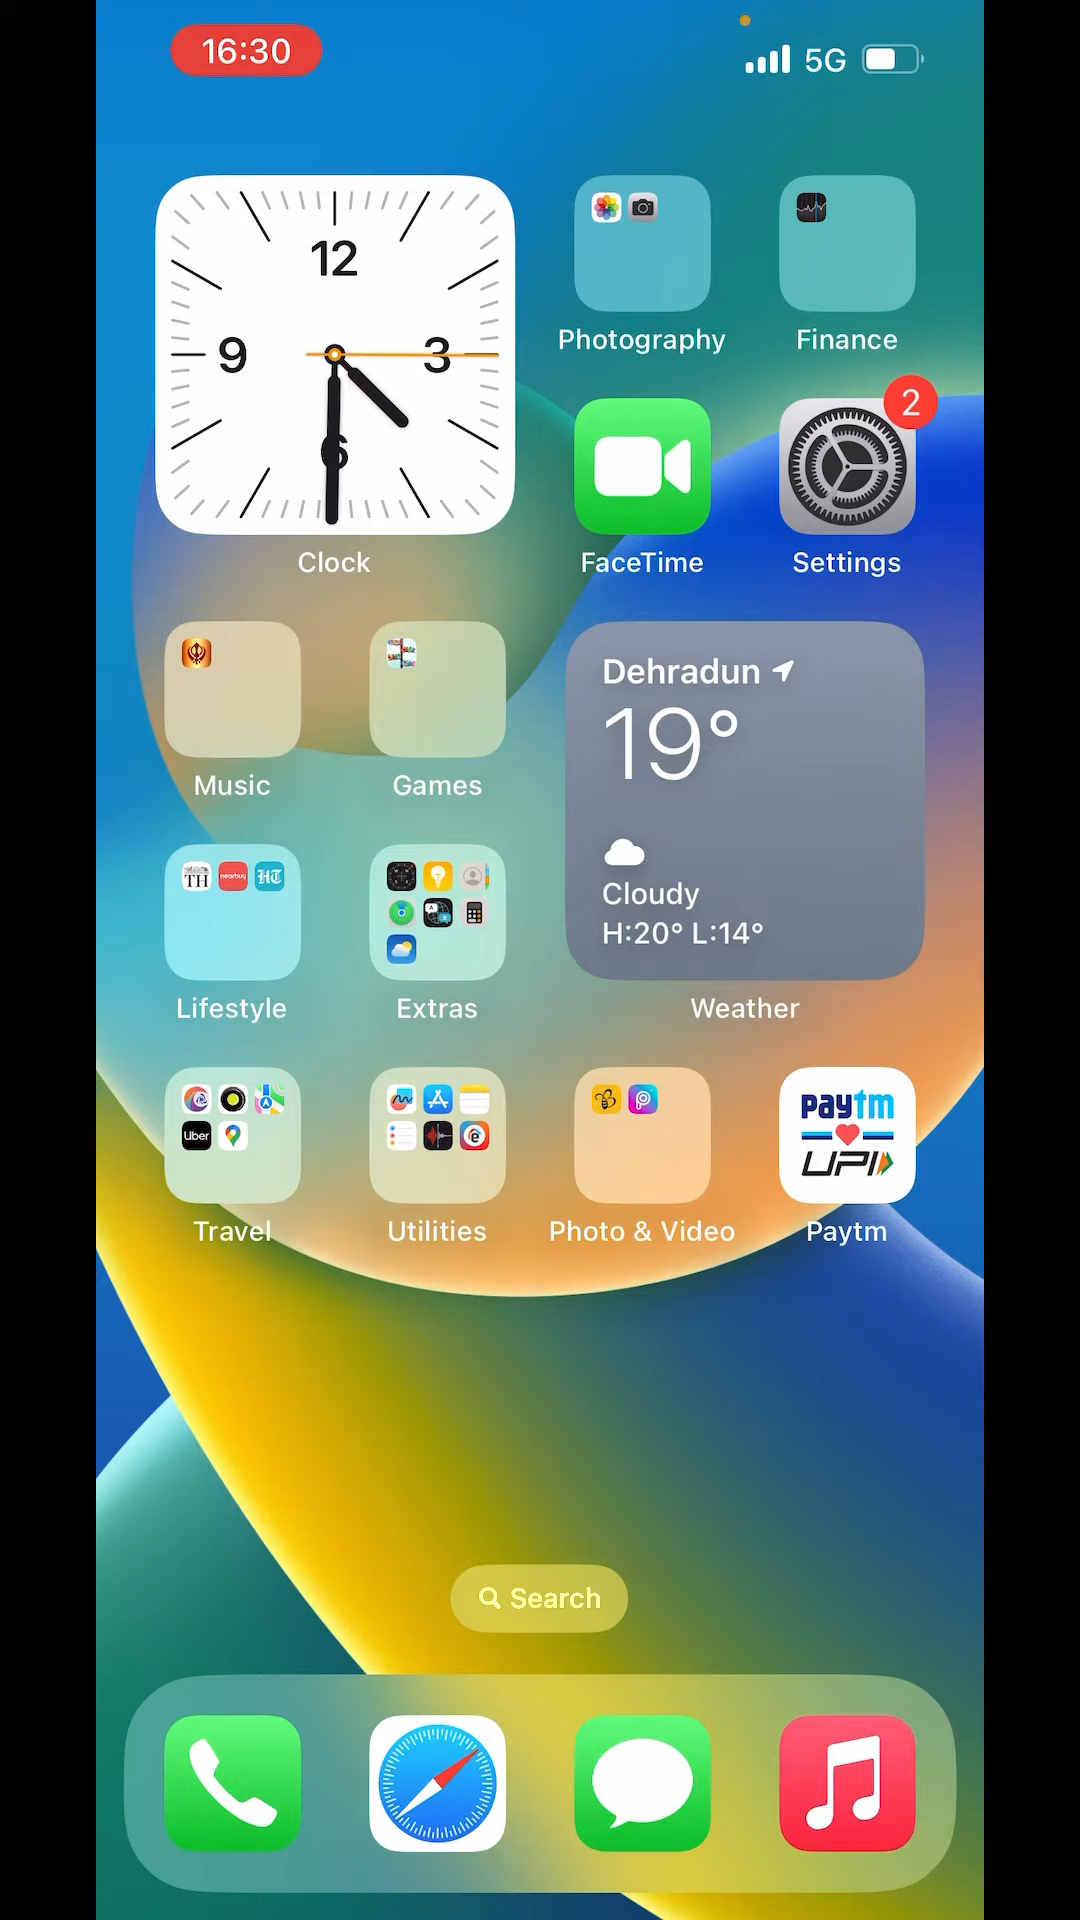 16:30
5G
12
9
3
6
Clock
Photography
Finance
FaceTime
2
Settings
Music
Games
Dehradun
19°
Cloudy
H:20° L:14°
Weather
TH
nearbuy
HT
Lifestyle
Extras
Uber
Travel
Utilities
Photo & Video
paytm
UPI
Paytm
Search